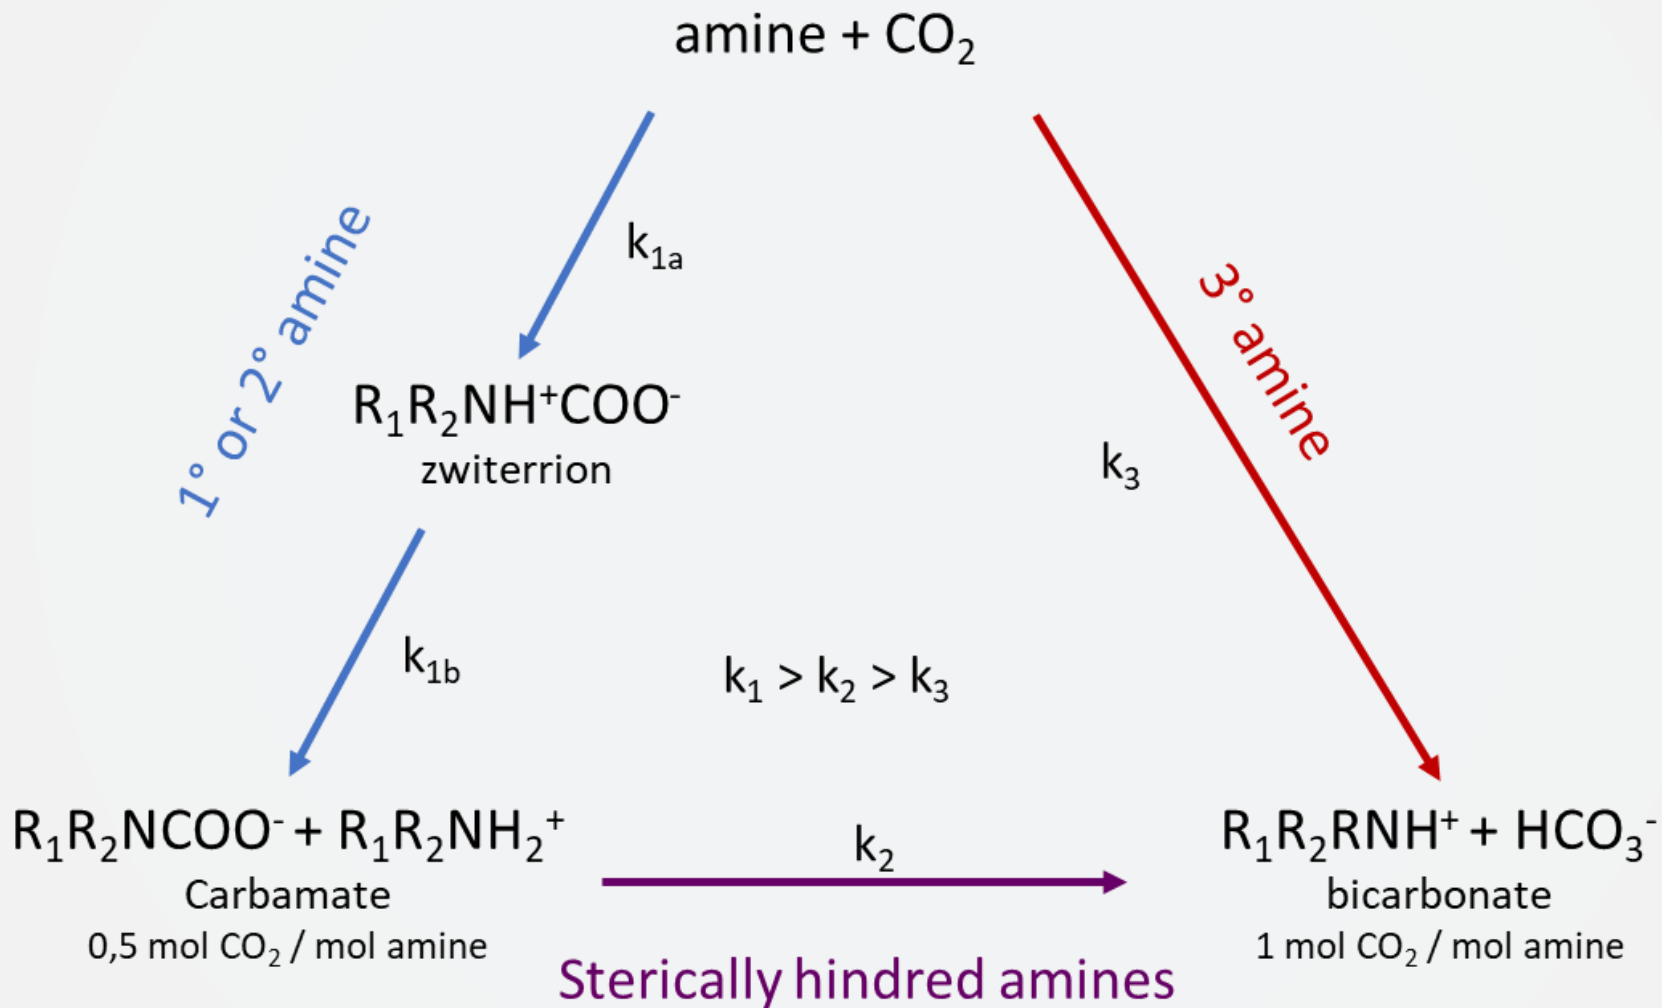 amine + CO₂
k₁ₐ
1° or 2° amine
3° amine
R₁R₂NH⁺COO⁻
zwiterrion
k₃
k₁b
k₁ > k₂ > k₃
R₁R₂NCOO⁻ + R₁R₂NH₂⁺
Carbamate
0,5 mol CO₂ / mol amine
k₂
R₁R₂RNH⁺ + HCO₃⁻
bicarbonate
1 mol CO₂ / mol amine
Sterically hindred amines